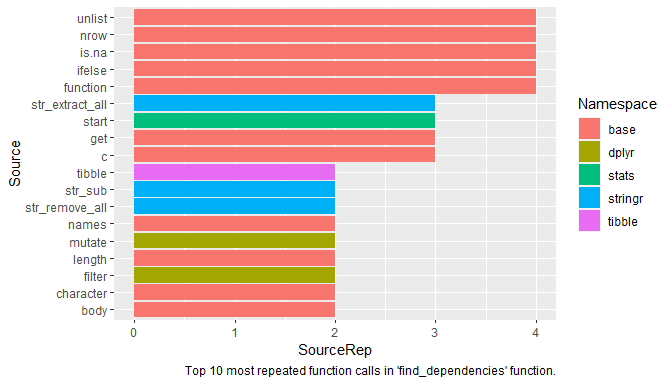 Source
unlist
nrow
is.na
ifelse
function
str_extract_all
start
get
c
tibble
str_sub
str_remove_all
names
mutate
length
filter
character
body
0 1 2 3 4
SourceRep
Top 10 most repeated function calls in 'find_dependencies' function.
Namespace
base
dplyr
stats
stringr
tibble